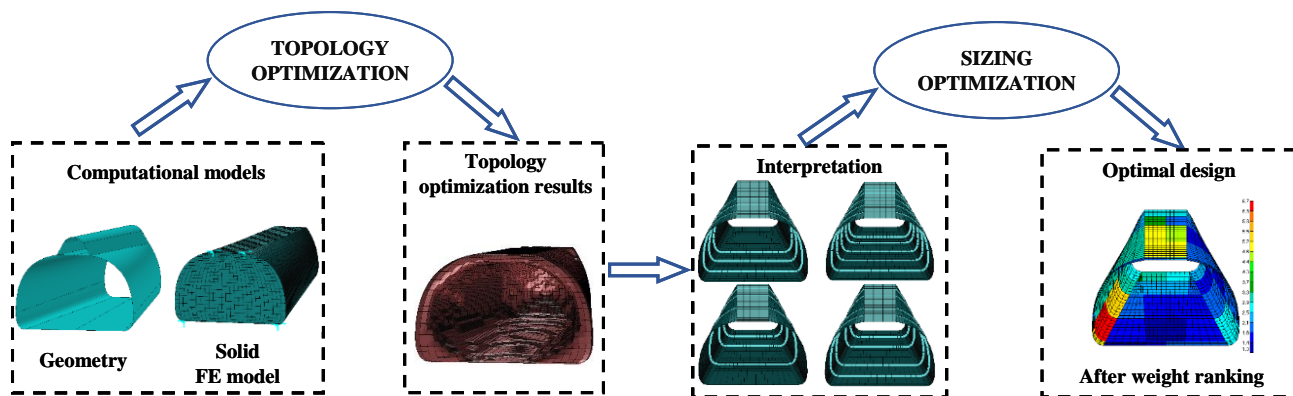 TOPOLOGY
OPTIMIZATION
SIZING
OPTIMIZATION
Computational models
Geometry
Solid
FE model
Topology
optimization results
Interpretation
Optimal design
After weight ranking